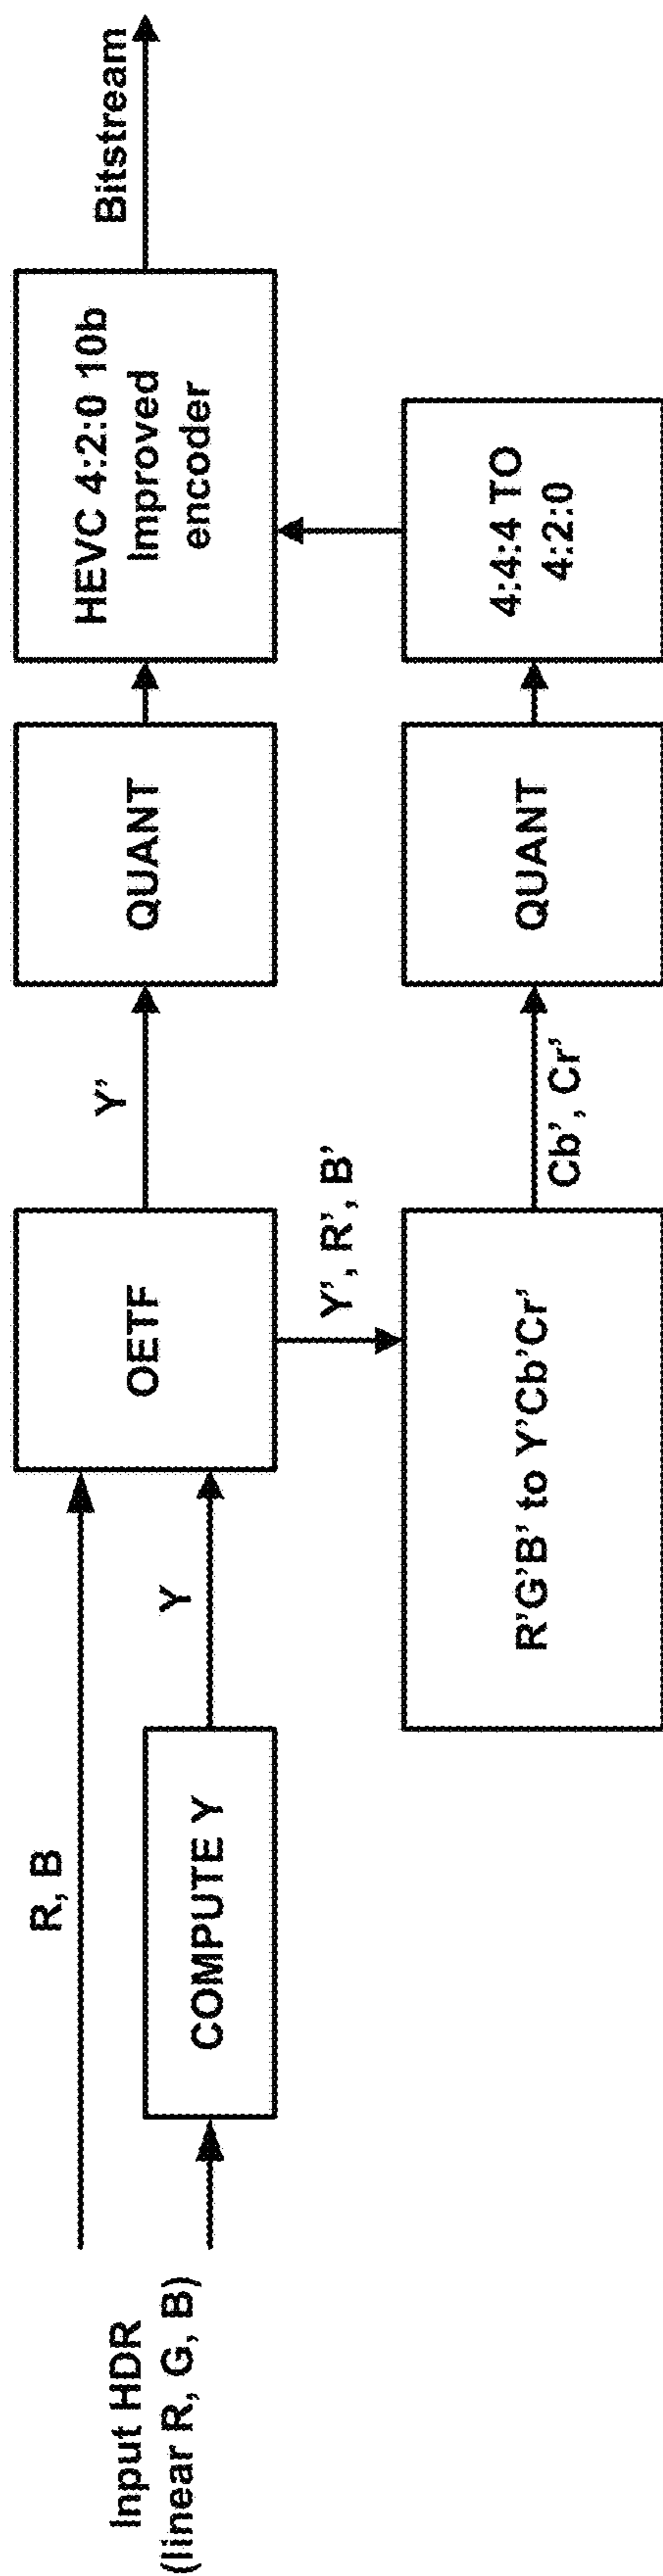 Input HDR
(linear R, G, B)
R, B
COMPUTE Y
Y
OETF
Y'
Y', R', B'
R'G'B' to Y'Cb'Cr'
Cb', Cr'
QUANT
QUANT
4:4:4 TO
4:2:0
HEVC 4:2:0 10b
Improved
encoder
Bitstream